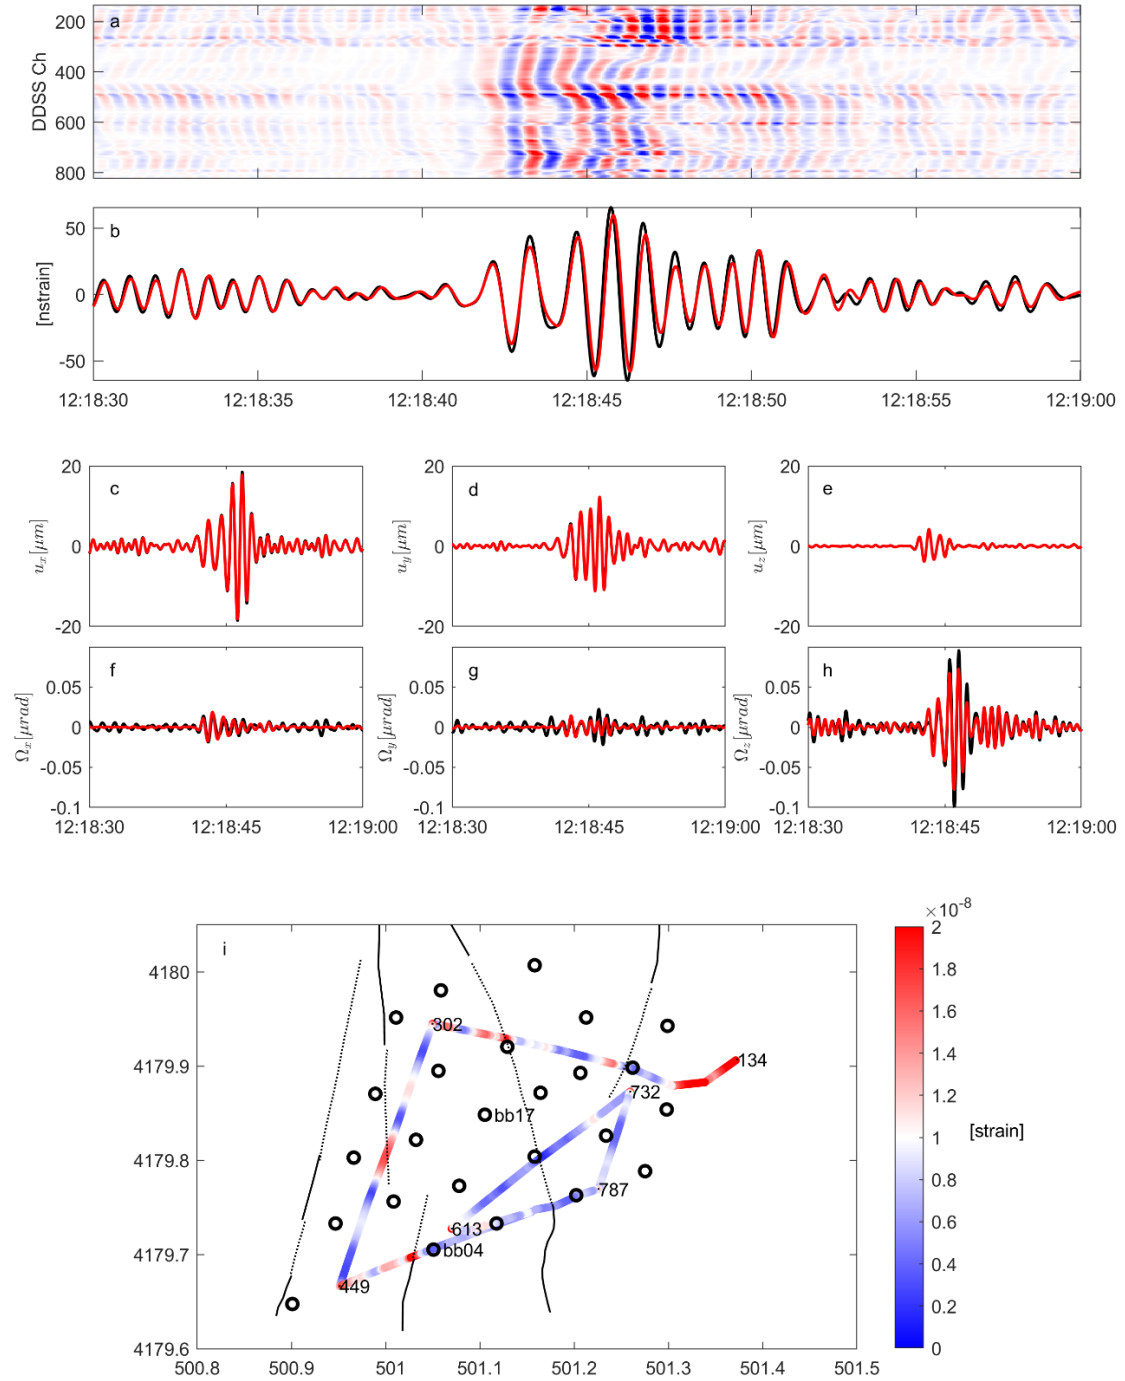 a
200
400
600
800
DDSS Ch
b
50
0
-50
[nstrain]
12:18:30 12:18:35 12:18:40 12:18:45 12:18:50 12:18:55 12:19:00
c d e
20 20 20
0 0 0
-20 -20 -20
u_x[μm] u_y[μm] u_z[μm]
f g h
0.05 0.05 0.05
0 0 0
-0.05 -0.05 -0.05
-0.1 -0.1 -0.1
Ω_x[μrad] Ω_y[μrad] Ω_z[μrad]
12:18:30 12:18:45 12:19:00 12:18:30 12:18:45 12:18:30 12:18:45 12:19:00
i
4180
4179.9
4179.8
4179.7
4179.6
302
134
732
bb17
787
613
bb04
449
500.8 500.9 501 501.1 501.2 501.3 501.4 501.5
×10⁻⁸
2
1.8
1.6
1.4
1.2
1
0.8
0.6
0.4
0.2
0
[strain]